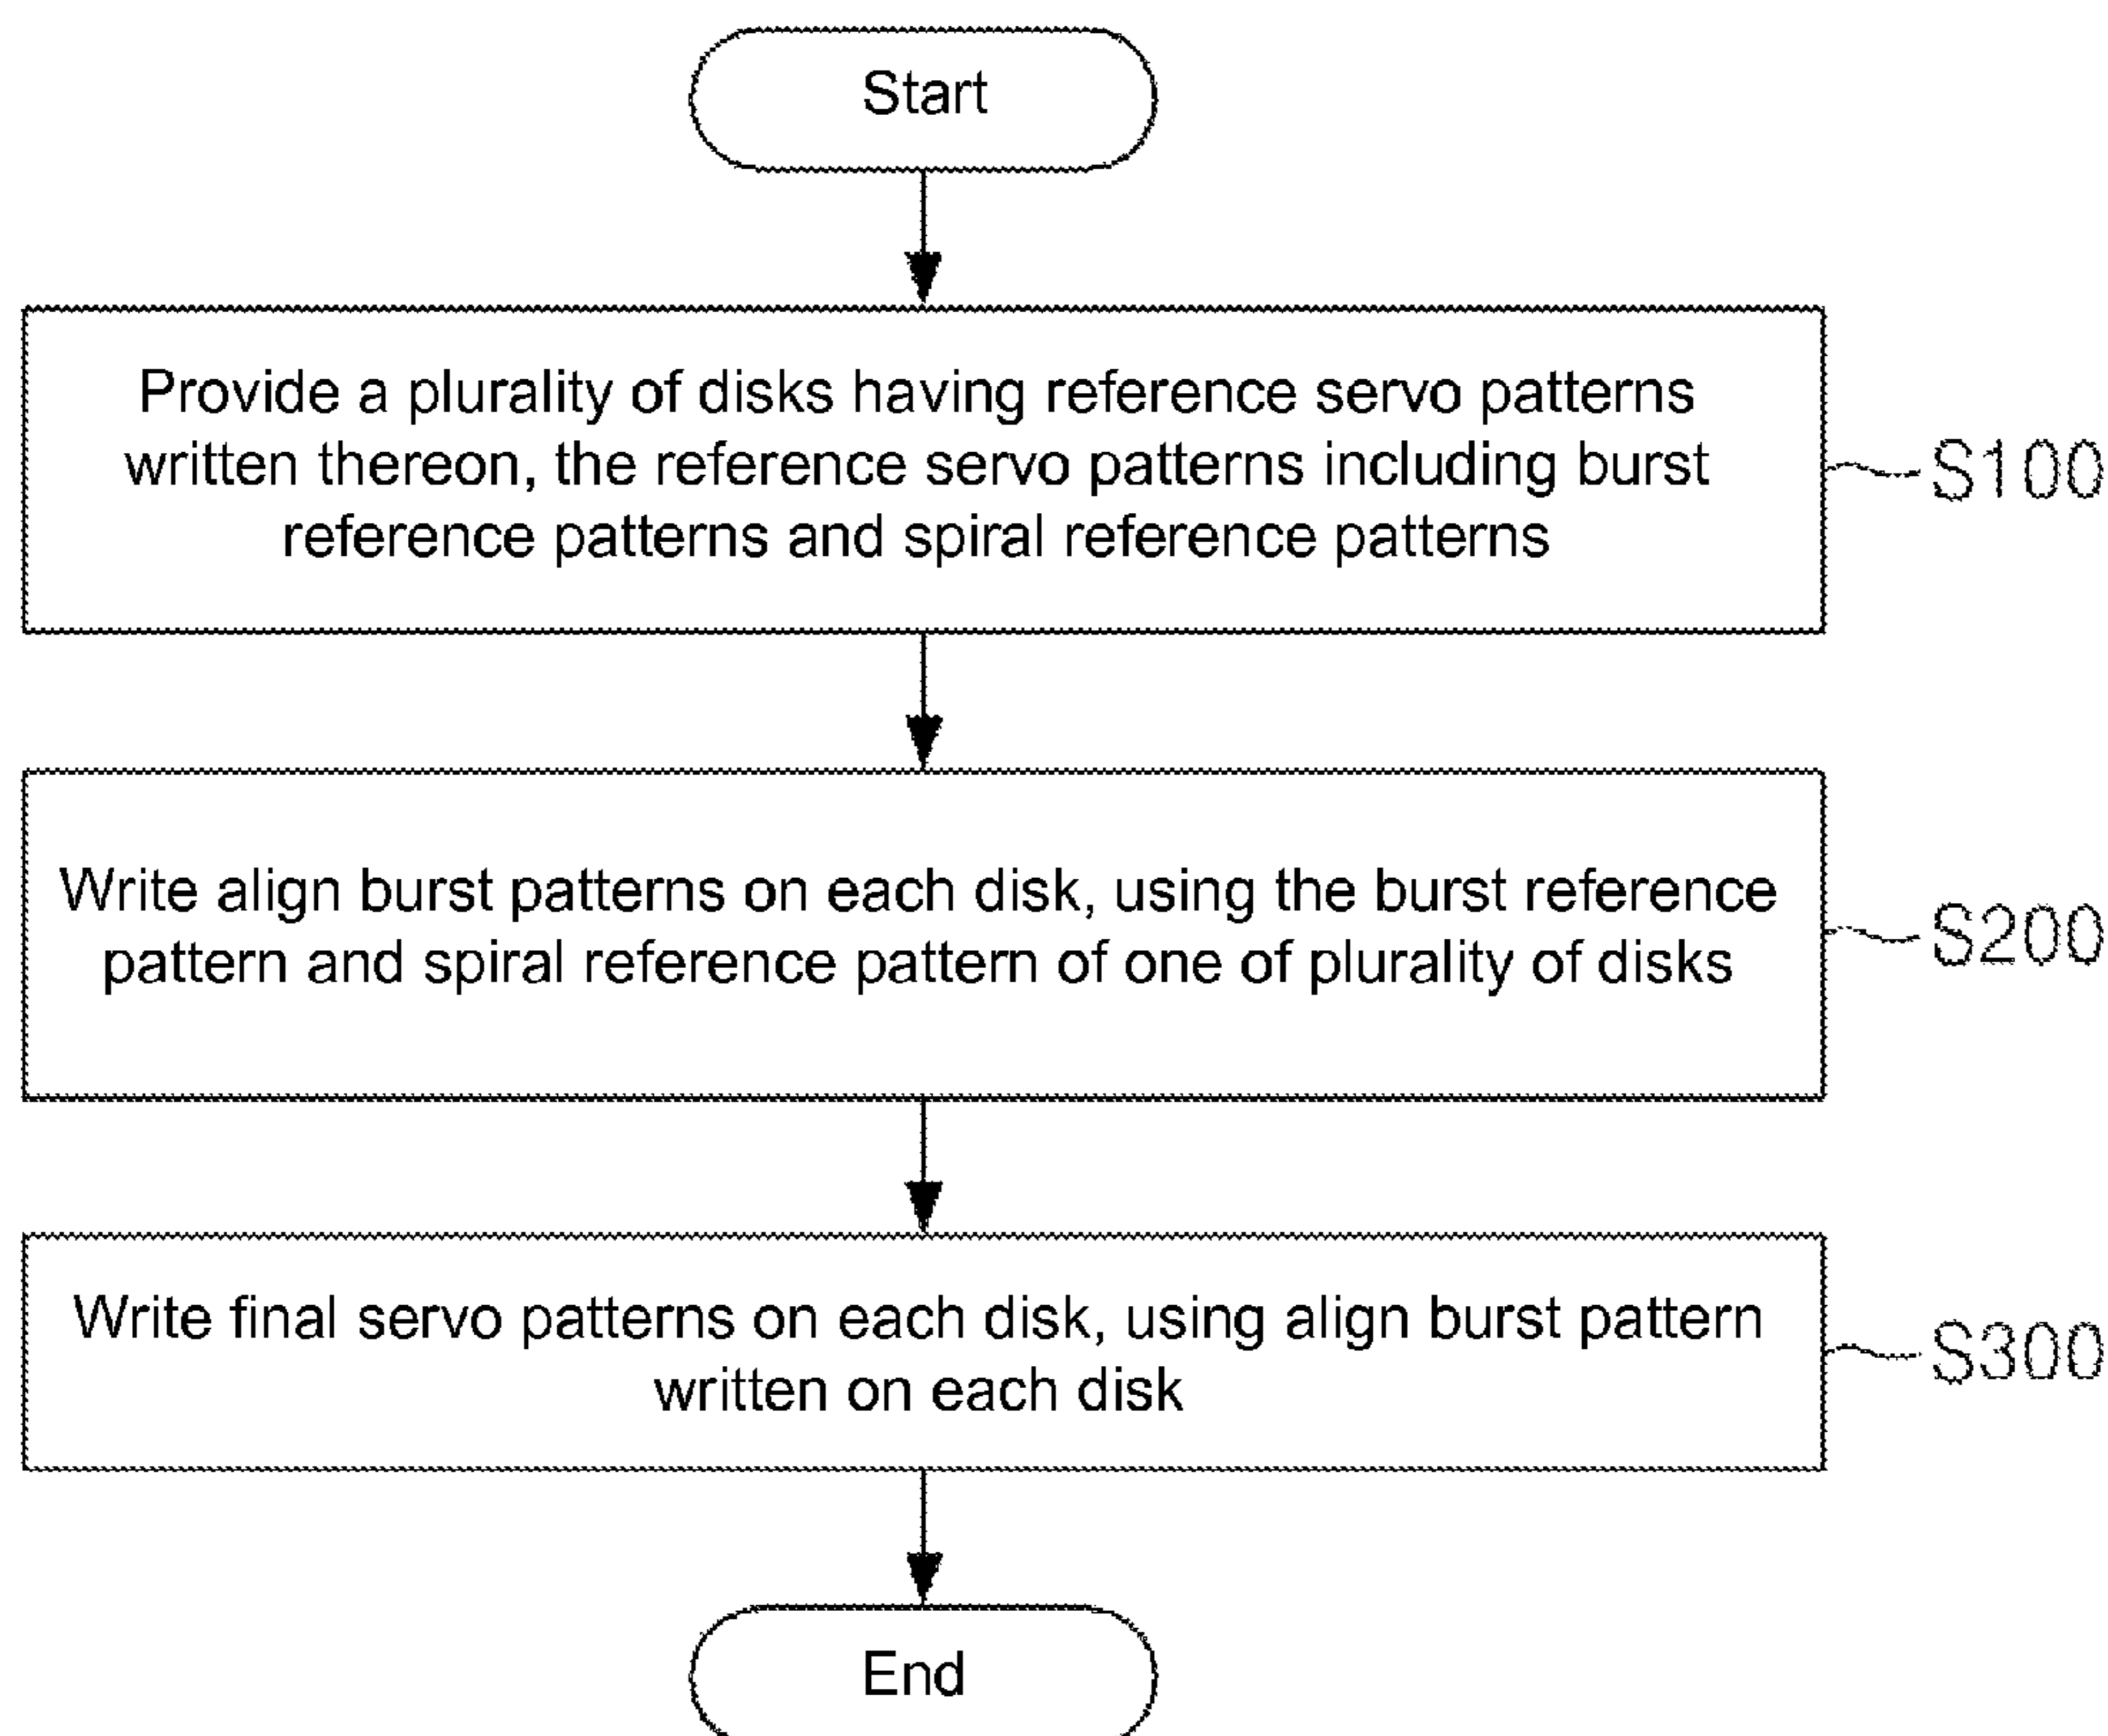 Start
Provide a plurality of disks having reference servo patterns
written thereon, the reference servo patterns including burst
reference patterns and spiral reference patterns
S100
Write align burst patterns on each disk, using the burst reference
pattern and spiral reference pattern of one of plurality of disks
S200
Write final servo patterns on each disk, using align burst pattern
written on each disk
S300
End